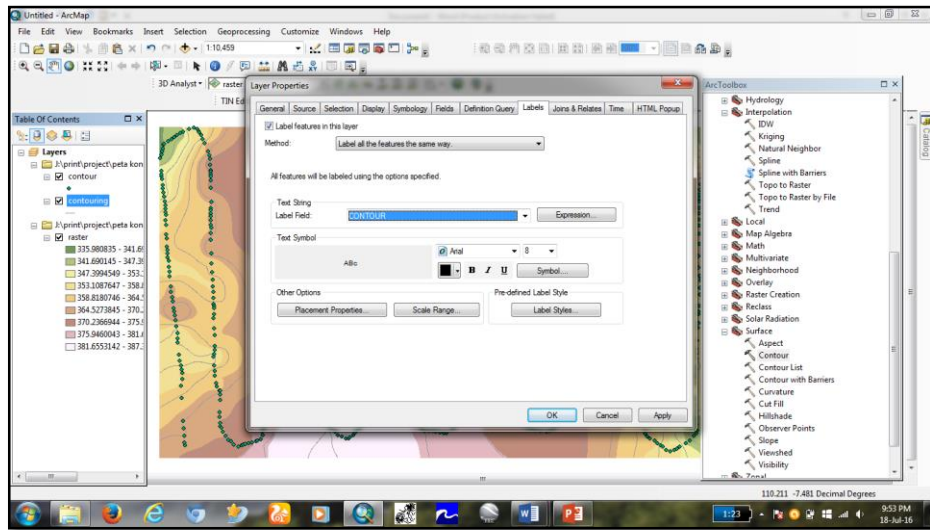 Untitled - ArcMap
File Edit View Bookmarks Insert Selection Geoprocessing Customize Windows Help
1:10,459
3D Analyst
raster
TIN Ed
Table Of Contents
Layers
contour
contouring
raster
335.980835 - 341.69
341.690145 - 347.39
347.3994549 - 353.
353.1087647 - 358.8
358.8180746 - 364.5
364.5273845 - 370.
370.2366944 - 375.9
375.9460043 - 381.6
381.6553142 - 387.3
Layer Properties
General Source Selection Display Symbology Fields Definition Query Labels Joins & Relates Time HTML Popup
Label features in this layer
Method: Label all the features the same way.
All features will be labeled using the options specified.
Text String
Label Field: CONTOUR Expression...
Text Symbol
Arial 8
B I U Symbol...
Other Options Pre-defined Label Style
Placement Properties... Scale Range... Label Styles...
OK Cancel Apply
ArcToolbox
Hydrology
Interpolation
IDW
Kriging
Natural Neighbor
Spline
Spline with Barriers
Topo to Raster
Topo to Raster by File
Trend
Local
Map Algebra
Math
Multivariate
Neighborhood
Overlay
Raster Creation
Reclass
Solar Radiation
Surface
Aspect
Contour
Contour List
Contour with Barriers
Curvature
Cut Fill
Hillshade
Observer Points
Slope
Viewshed
Visibility
Zonal
Catalog
110.211 -7.481 Decimal Degrees
1:23
9:53 PM
18-Jul-16